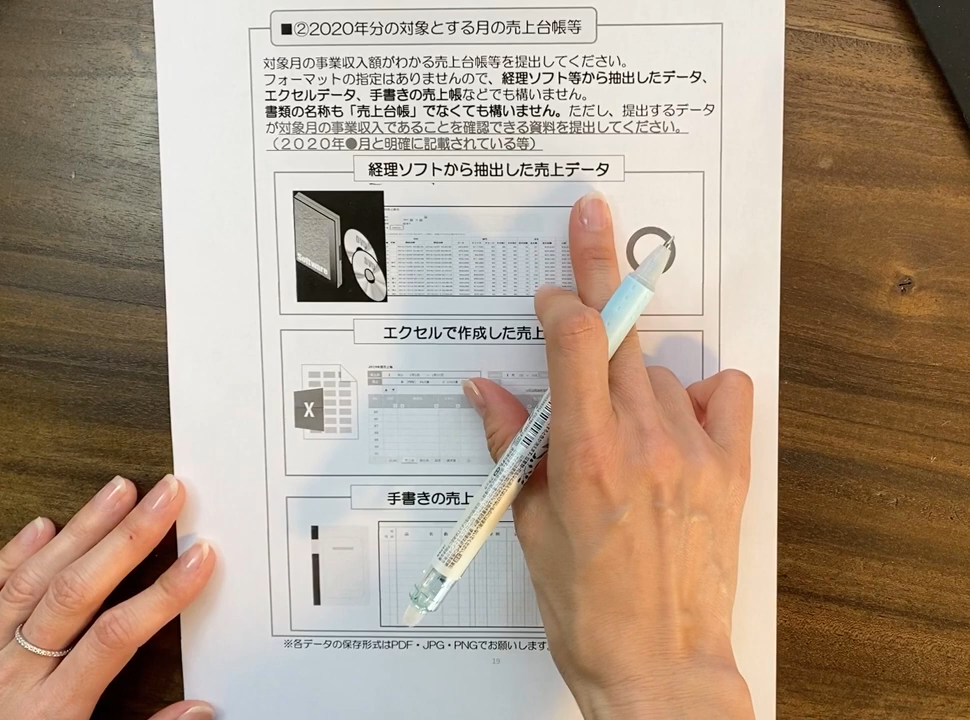 ■②2020年分の対象とする月の売上台帳等
対象月の事業収入額がわかる売上台帳等を提出してください。
フォーマットの指定はありませんので、経理ソフト等から抽出したデータ、
エクセルデータ、手書きの売上帳などでも構いません。
書類の名称も「売上台帳」でなくても構いません。ただし、提出するデータ
が対象月の事業収入であることを確認できる資料を提出してください。
（2020年●月と明確に記載されている等）
経理ソフトから抽出した売上データ
Software
エクセルで作成した売上
X
手書きの売上
※各データの保存形式はPDF・JPG・PNGでお願いします。
19